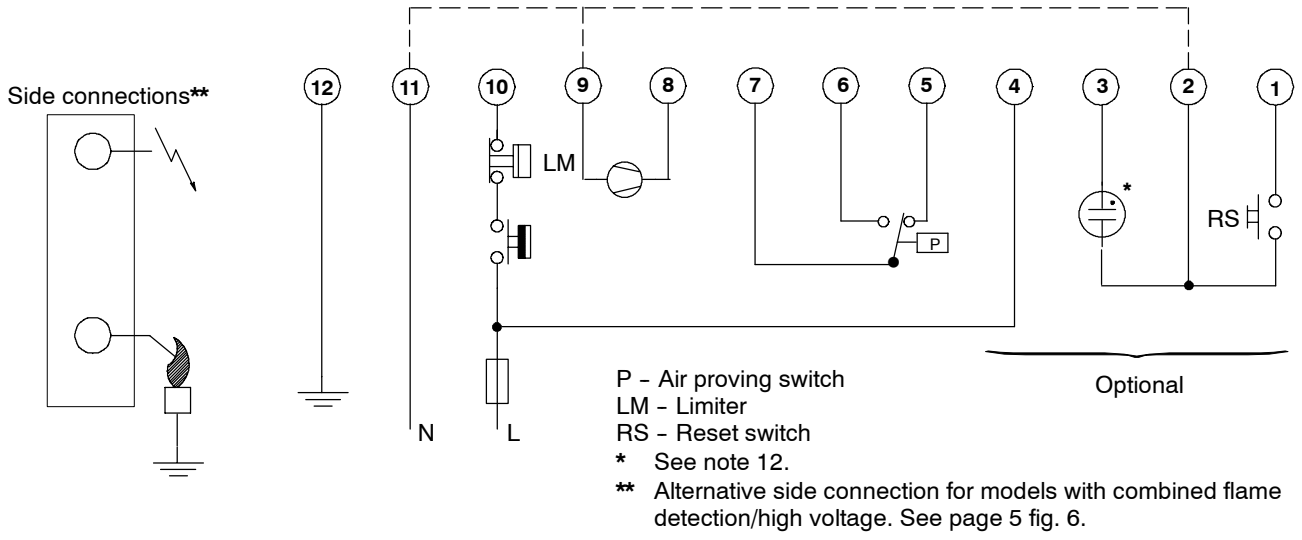 Side connections**
12 11 10 9 8 7 6 5 4 3 2 1
LM
*
RS
P
N
L
Optional
P – Air proving switch
LM – Limiter
RS – Reset switch
* See note 12.
** Alternative side connection for models with combined flame
detection/high voltage. See page 5 fig. 6.